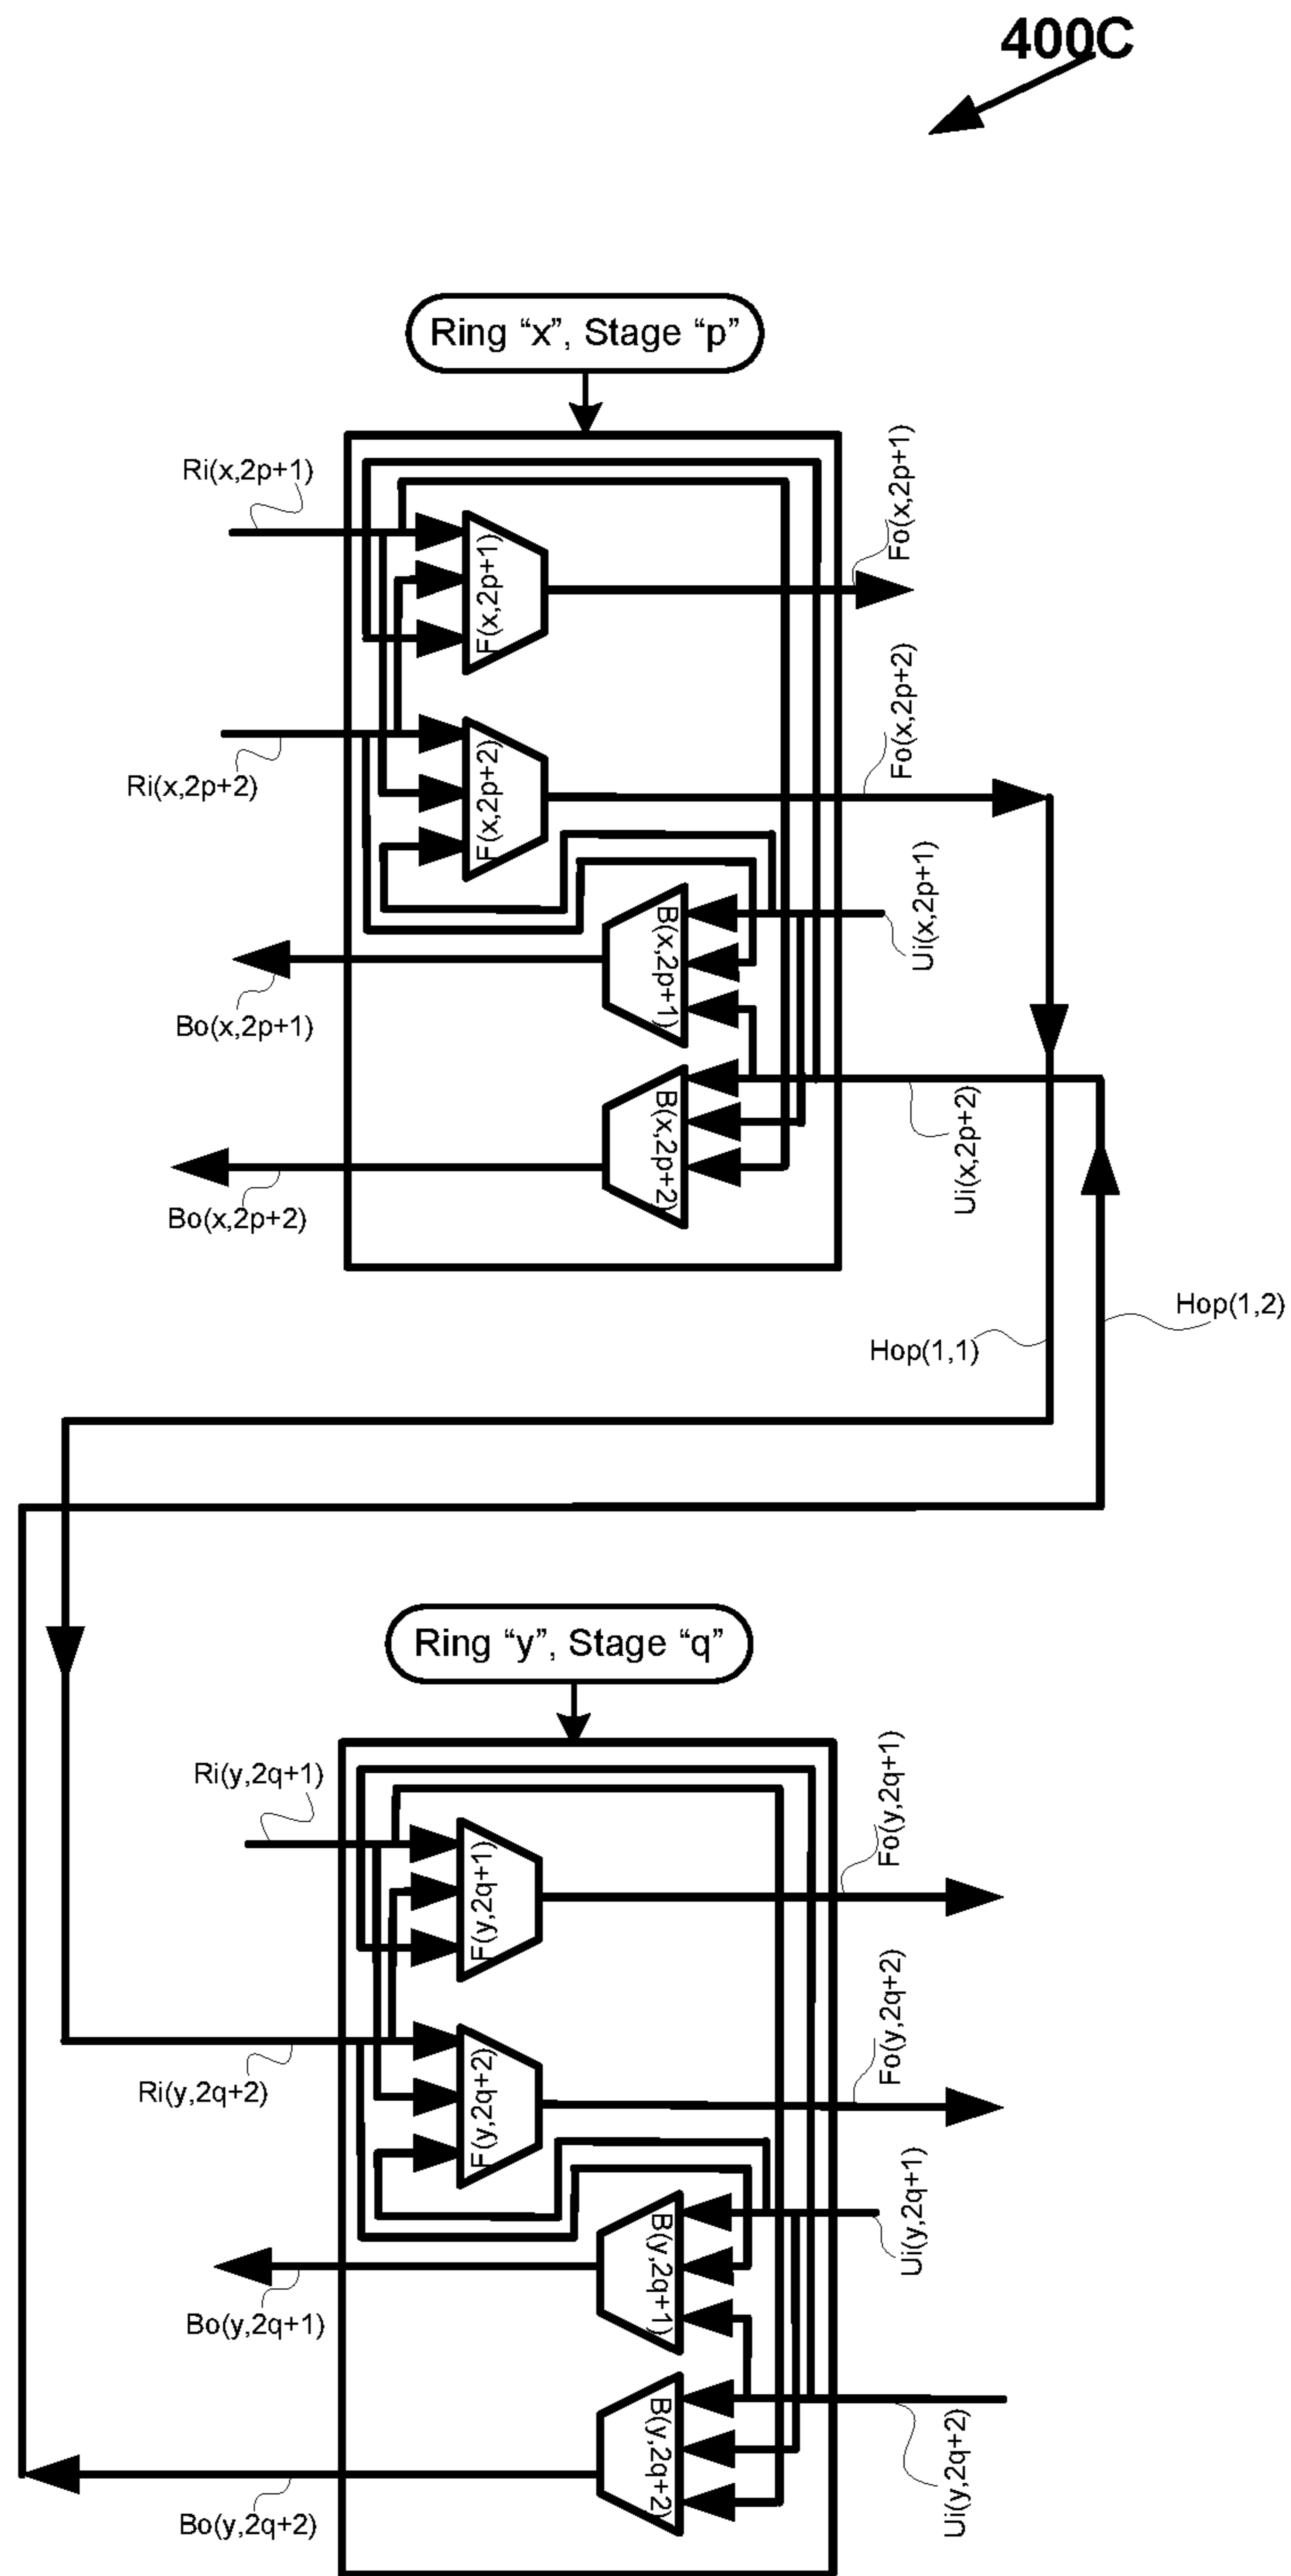 400C
Ring “x”, Stage “p”
Ri(x,2p+1)
Fo(x,2p+1)
F(x,2p+1)
Fo(x,2p+2)
Ri(x,2p+2)
F(x,2p+2)
Ui(x,2p+1)
B(x,2p+1)
Bo(x,2p+1)
B(x,2p+2)
Ui(x,2p+2)
Bo(x,2p+2)
Hop(1,2)
Hop(1,1)
Ring “y”, Stage “q”
Ri(y,2q+1)
Fo(y,2q+1)
F(y,2q+1)
Fo(y,2q+2)
Ri(y,2q+2)
F(y,2q+2)
Ui(y,2q+1)
B(y,2q+1)
Bo(y,2q+1)
B(y,2q+2)
Ui(y,2q+2)
Bo(y,2q+2)